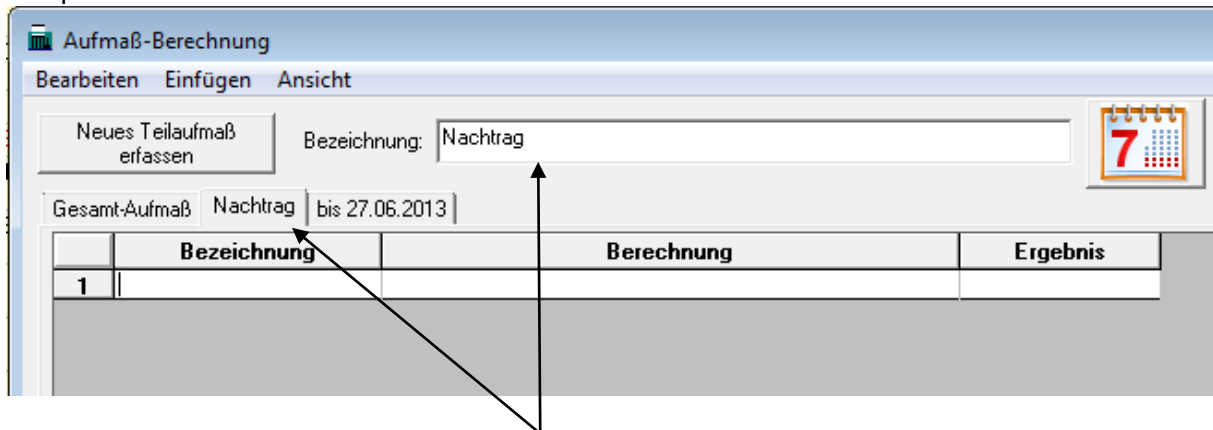 Aufmaß-Berechnung
Bearbeiten Einfügen Ansicht
Neues Teilaufmaß
erfassen
Bezeichnung: Nachtrag
7
Gesamt-Aufmaß Nachtrag bis 27.06.2013
Bezeichnung Berechnung Ergebnis
1